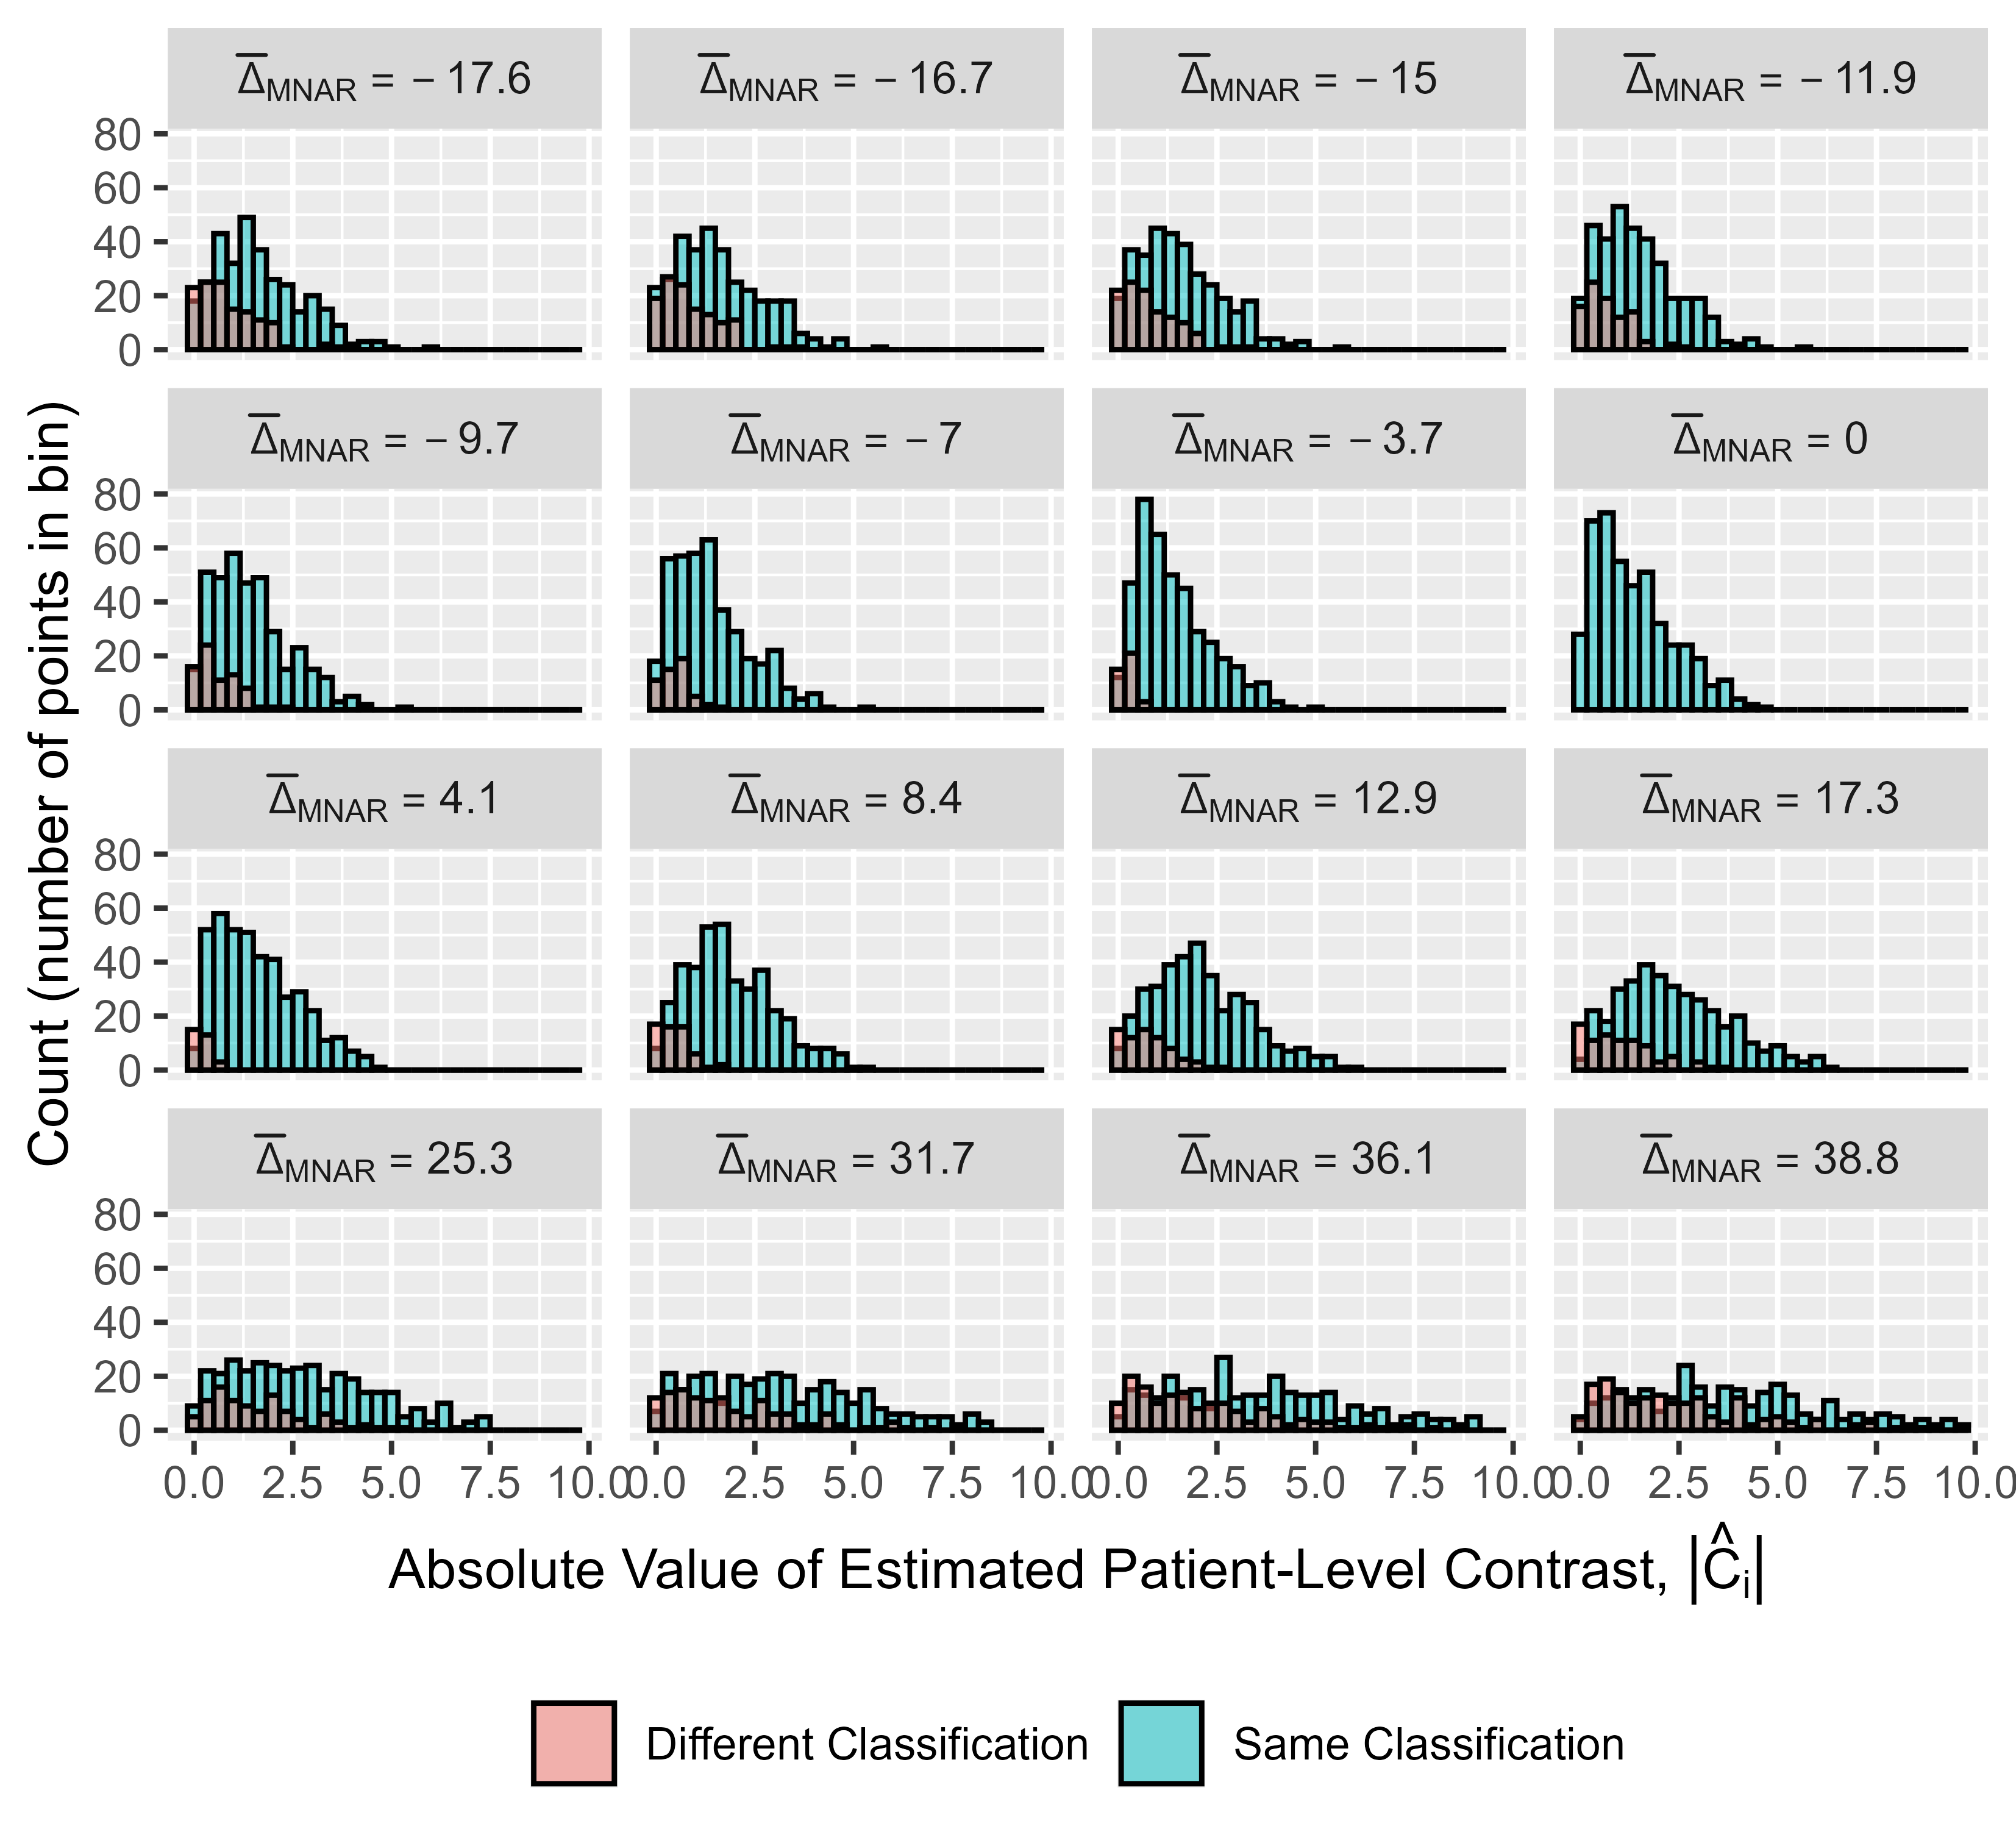 Δ̅MNAR = − 17.6
Δ̅MNAR = − 16.7
Δ̅MNAR = − 15
Δ̅MNAR = − 11.9
80
60
40
20
0
Δ̅MNAR = − 9.7
Δ̅MNAR = − 7
Δ̅MNAR = − 3.7
Δ̅MNAR = 0
80
60
40
20
0
Δ̅MNAR = 4.1
Δ̅MNAR = 8.4
Δ̅MNAR = 12.9
Δ̅MNAR = 17.3
80
60
40
20
0
Δ̅MNAR = 25.3
Δ̅MNAR = 31.7
Δ̅MNAR = 36.1
Δ̅MNAR = 38.8
80
60
40
20
0
0.0 2.5 5.0 7.5 10.0
0.0 2.5 5.0 7.5 10.0
0.0 2.5 5.0 7.5 10.0
0.0 2.5 5.0 7.5 10.0
Count (number of points in bin)
Absolute Value of Estimated Patient-Level Contrast, |Ĉi|
Different Classification
Same Classification